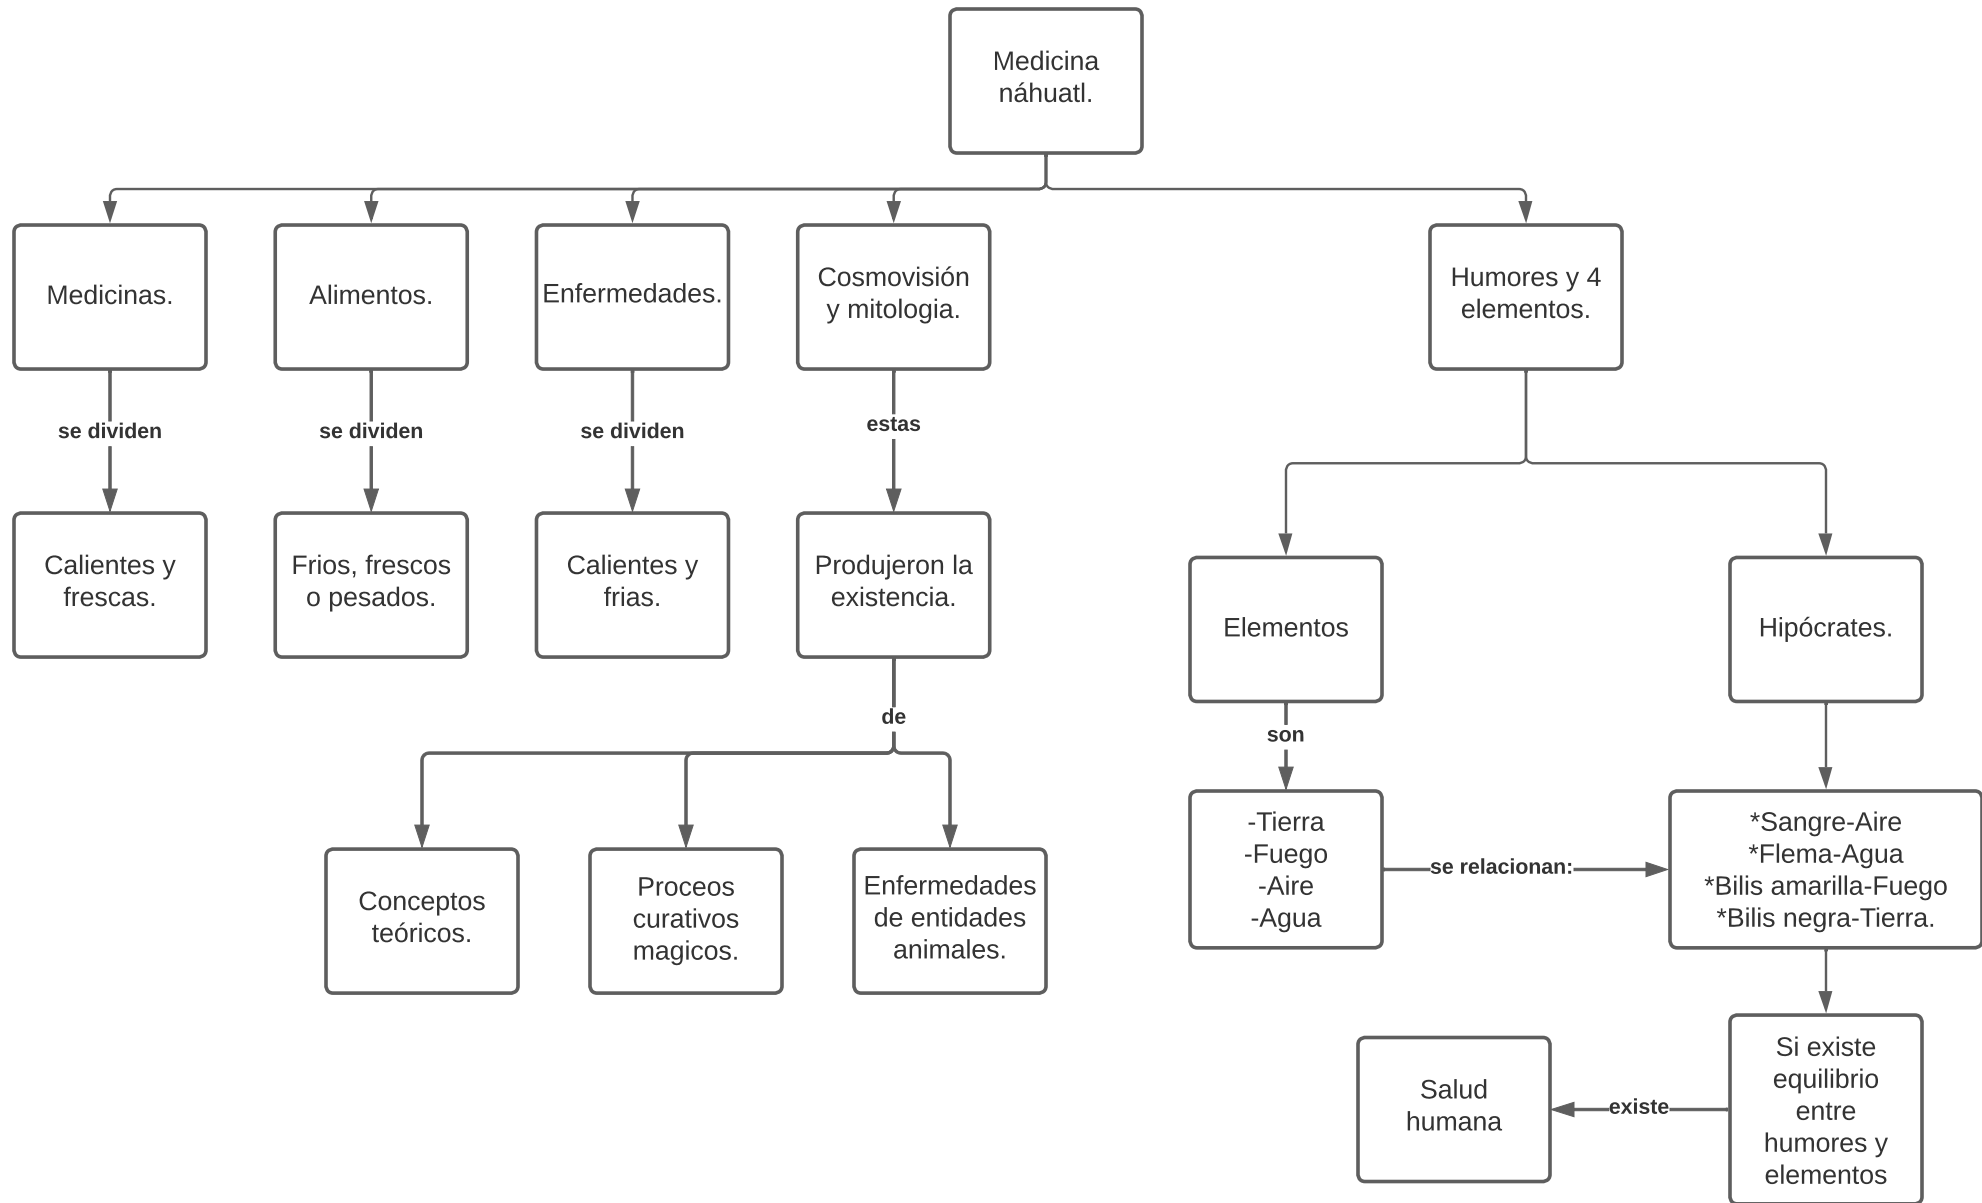 Medicina
náhuatl.
Medicinas.
Alimentos.
Enfermedades.
Cosmovisión
y mitologia.
Humores y 4
elementos.
se dividen
se dividen
se dividen
estas
Calientes y
frescas.
Frios, frescos
o pesados.
Calientes y
frias.
Produjeron la
existencia.
Elementos
Hipócrates.
de
son
Conceptos
teóricos.
Proceos
curativos
magicos.
Enfermedades
de entidades
animales.
-Tierra
-Fuego
-Aire
-Agua
se relacionan:
*Sangre-Aire
*Flema-Agua
*Bilis amarilla-Fuego
*Bilis negra-Tierra.
Si existe
equilibrio
entre
humores y
elementos
existe
Salud
humana